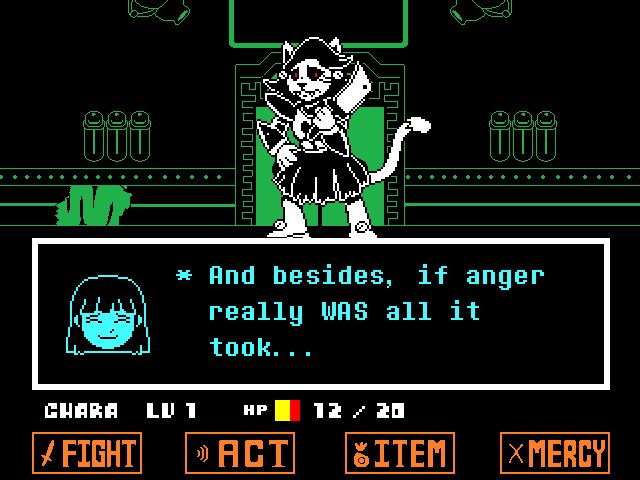 * And besides, if anger
really WAS all it
took...
CHARA LV 1 HP 12 / 20
FIGHT ACT ITEM MERCY